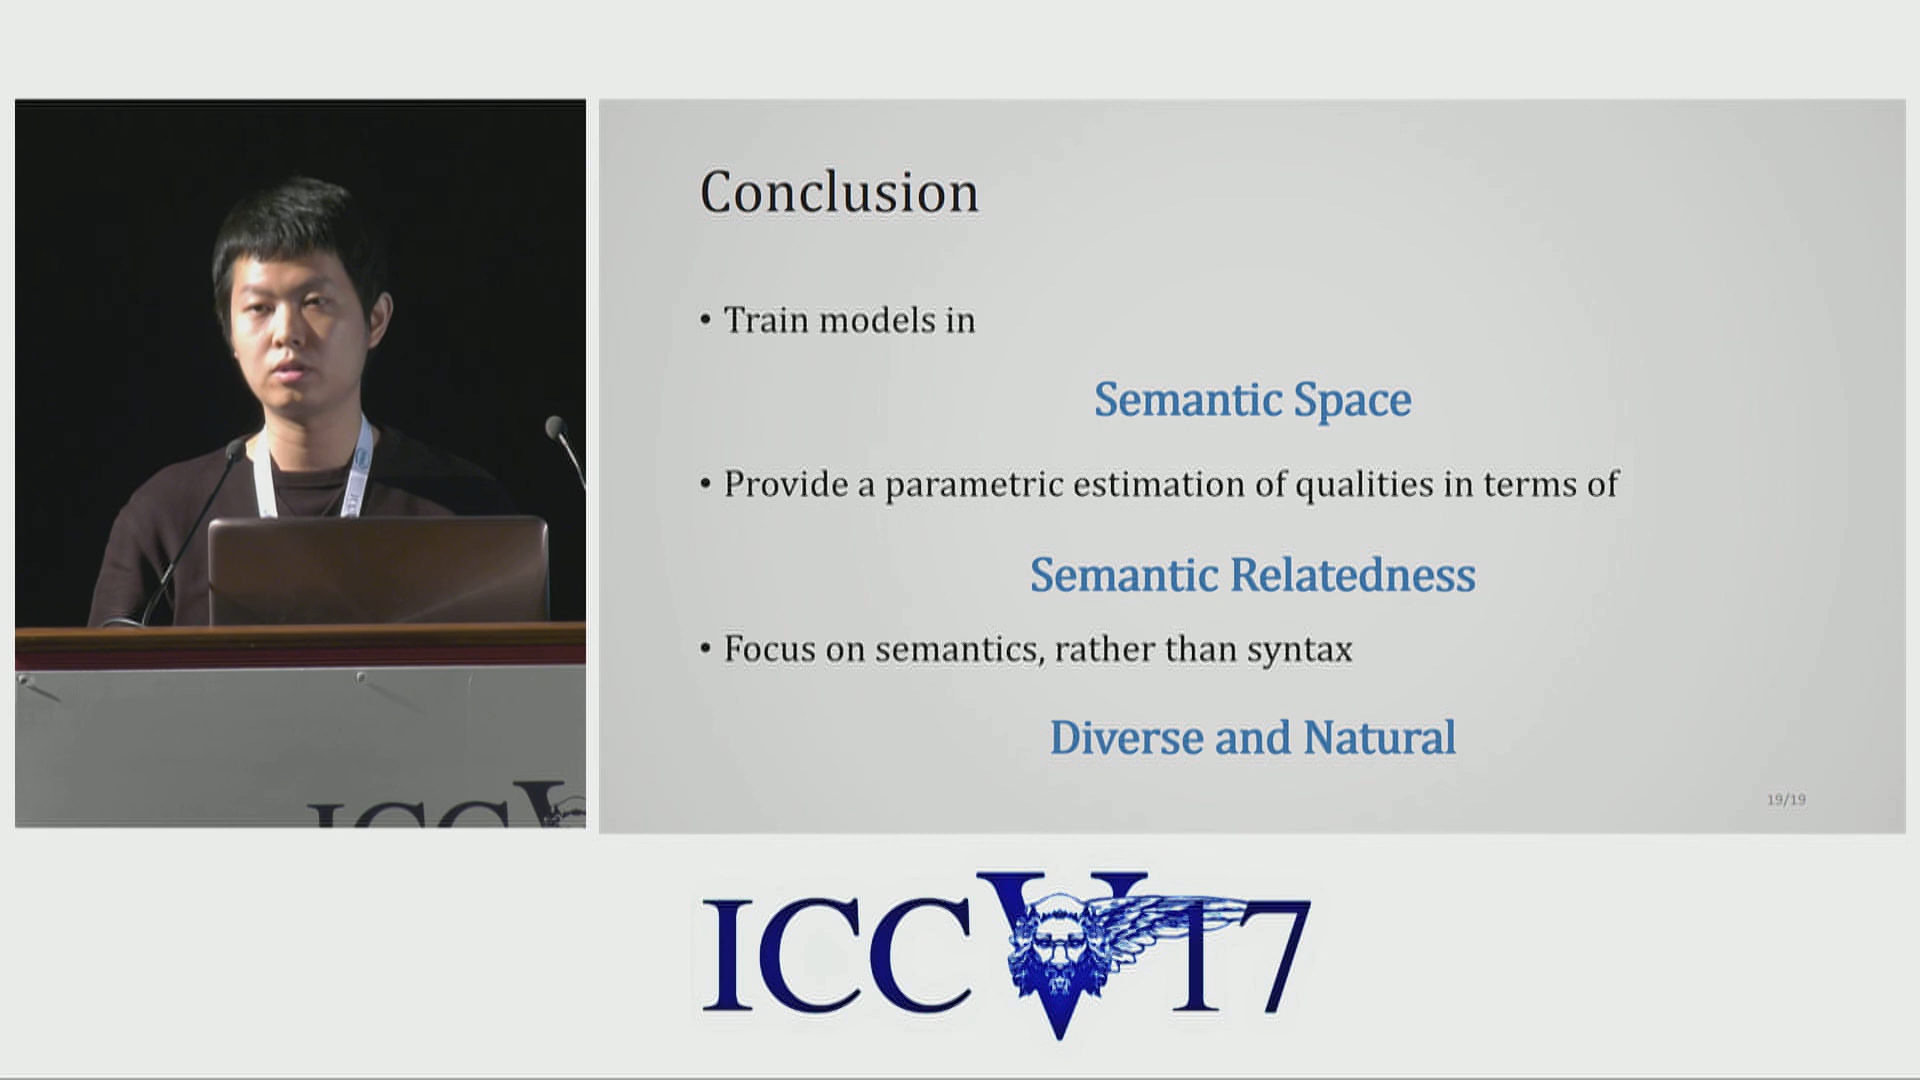 Conclusion
• Train models in
Semantic Space
• Provide a parametric estimation of qualities in terms of
Semantic Relatedness
• Focus on semantics, rather than syntax
Diverse and Natural
19/19
ICCV
ICCV17